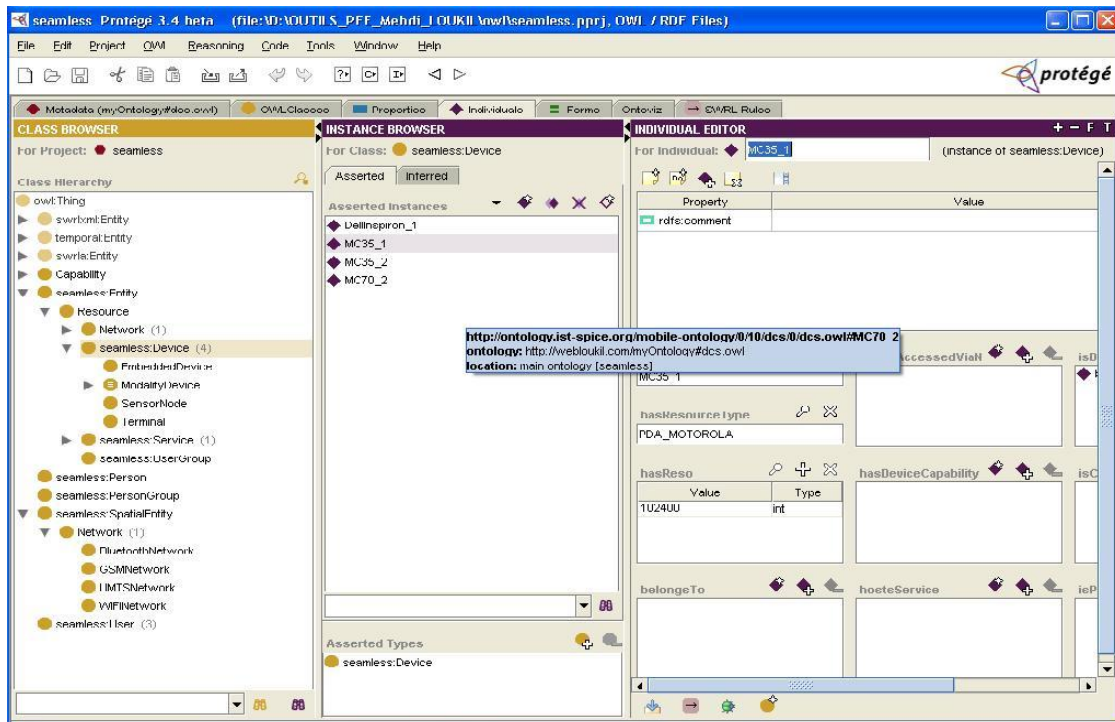 seamless Protégé 3.4 beta (file:\D:\OUTILS_PFE_Mehdi_LOUKIL\owl\seamless.pprj, OWL / RDF Files)
File Edit Project OWL Reasoning Code Tools Window Help
protégé
Metadata (myOntology#dcs.owl) OWLClasses Properties Individuals Forms Ontoviz SWRL Rules
CLASS BROWSER
For Project: seamless
Class Hierarchy
owl:Thing
swrlxml:Entity
temporal:Entity
swrla:Entity
Capability
seamless:Entity
Resource
Network (1)
seamless:Device (4)
EmbeddedDevice
ModalityDevice
SensorNode
Terminal
seamless:Service (1)
seamless:UserGroup
seamless:Person
seamless:PersonGroup
seamless:SpatialEntity
Network (1)
BluetoothNetwork
GSMNetwork
UMTSNetwork
WIFINetwork
seamless:User (3)
INSTANCE BROWSER
For Class: seamless:Device
Asserted Inferred
Asserted Instances
DellInspiron_1
MC35_1
MC35_2
MC70_2
Asserted Types
seamless:Device
INDIVIDUAL EDITOR + − F T
For Individual: MC35_1 (instance of seamless:Device)
Property Value
rdfs:comment
http://ontology.ist-spice.org/mobile-ontology/0/10/dcs/0/dcs.owl#MC70_2
ontology: http://webloukil.com/myOntology#dcs.owl
location: main ontology [seamless]
AccessedViaN isD
MC35_1
hasResourceType
PDA_MOTOROLA
hasReso hasDeviceCapability isC
Value Type
102400 int
belongsTo hostsService isP